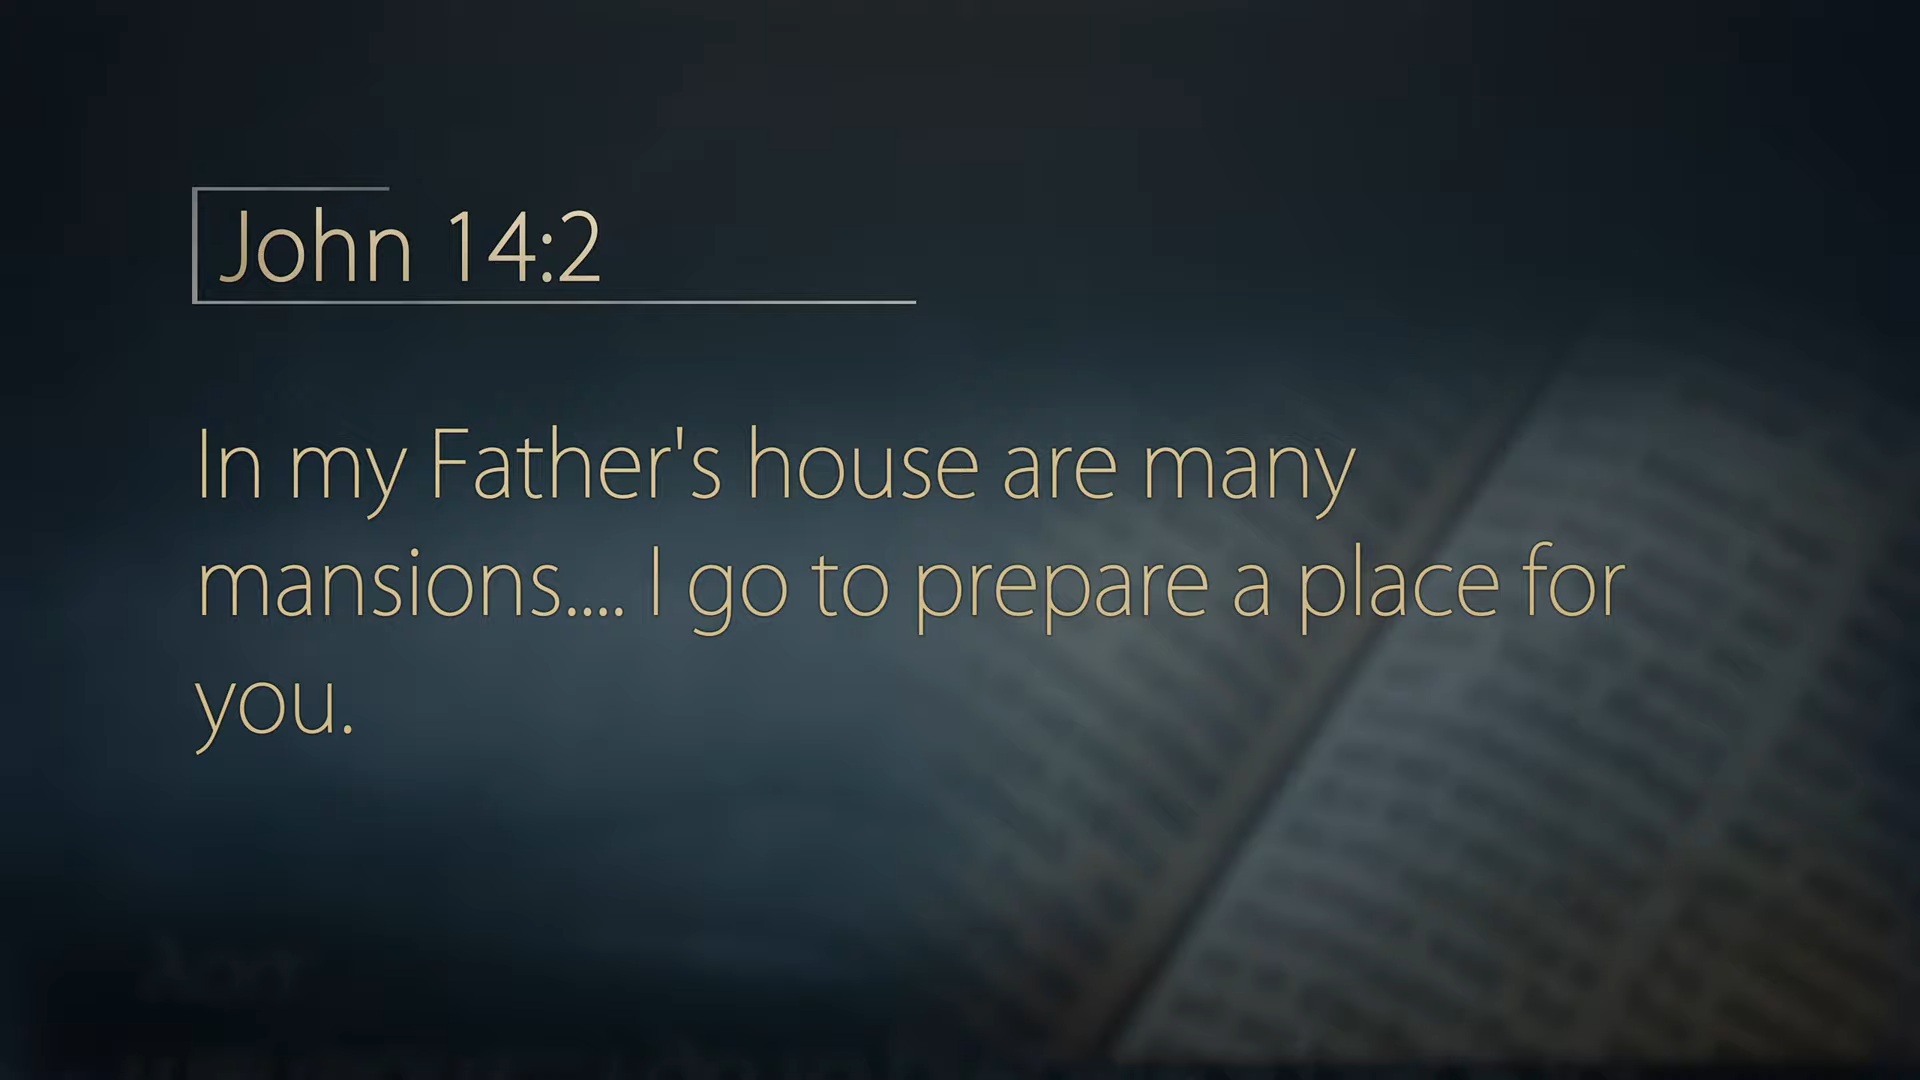 John 14:2
In my Father's house are many
mansions.... I go to prepare a place for
you.